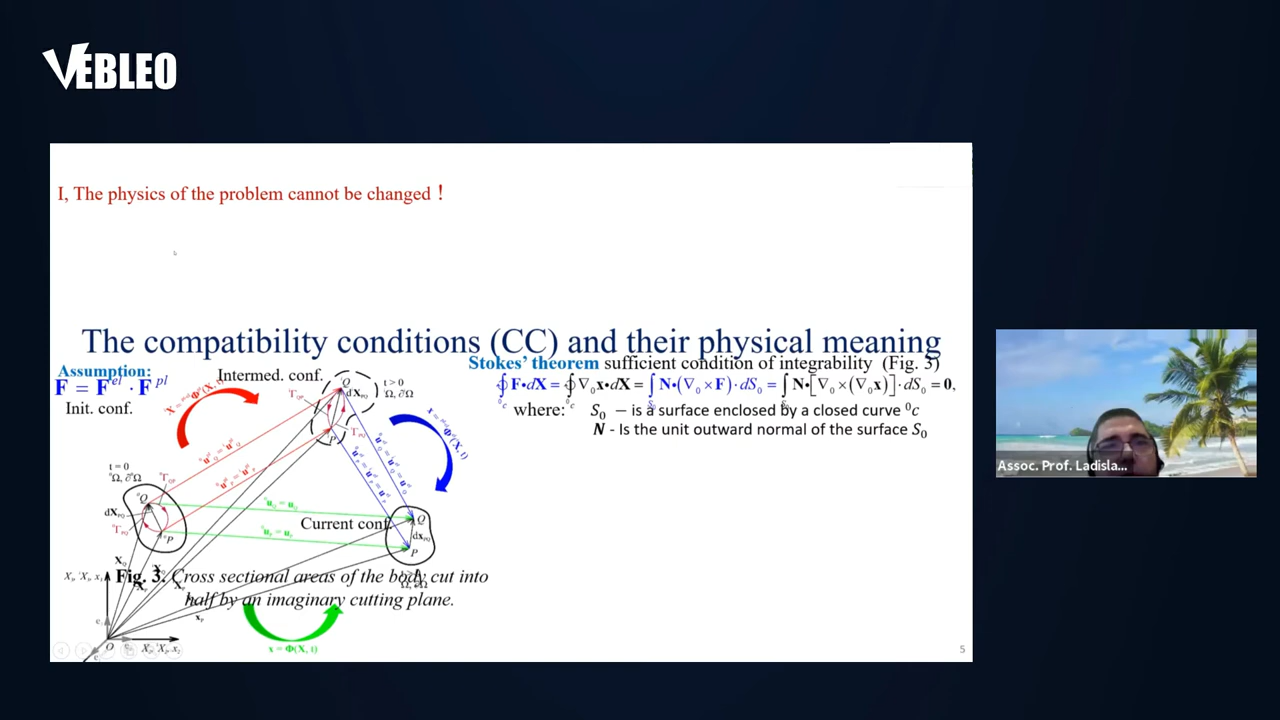 VEBLEO
I, The physics of the problem cannot be changed !
The compatibility conditions (CC) and their physical meaning
Assumption:
F = F^el · F^pl
Init. conf.
Intermed. conf.
Stokes' theorem sufficient condition of integrability (Fig. 3)
∮ F•dX = ∮ ∇₀x•dX = ∫ N•(∇₀×F)·dS₀ = ∫ N•[∇₀×(∇₀x)]·dS₀ = 0,
where: S₀ – is a surface enclosed by a closed curve ⁰c
N - Is the unit outward normal of the surface S₀
t > 0
t = 0
Q
P
Current conf.
Q
dx_PQ
P
Fig. 3. Cross sectional areas of the body cut into
half by an imaginary cutting plane.
O
x = Φ(X, t)
5
Assoc. Prof. Ladisla...